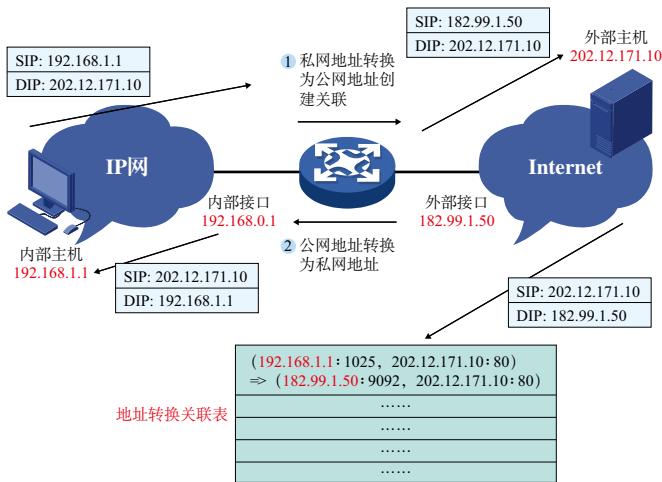 SIP: 182.99.1.50
DIP: 202.12.171.10
外部主机
202.12.171.10
SIP: 192.168.1.1
DIP: 202.12.171.10
1 私网地址转换
为公网地址创
建关联
IP网
Internet
内部接口
192.168.0.1
外部接口
182.99.1.50
2 公网地址转换
为私网地址
内部主机
192.168.1.1
SIP: 202.12.171.10
DIP: 192.168.1.1
SIP: 202.12.171.10
DIP: 182.99.1.50
(192.168.1.1:1025, 202.12.171.10:80)
=> (182.99.1.50:9092, 202.12.171.10:80)
……
地址转换关联表
……
……
……